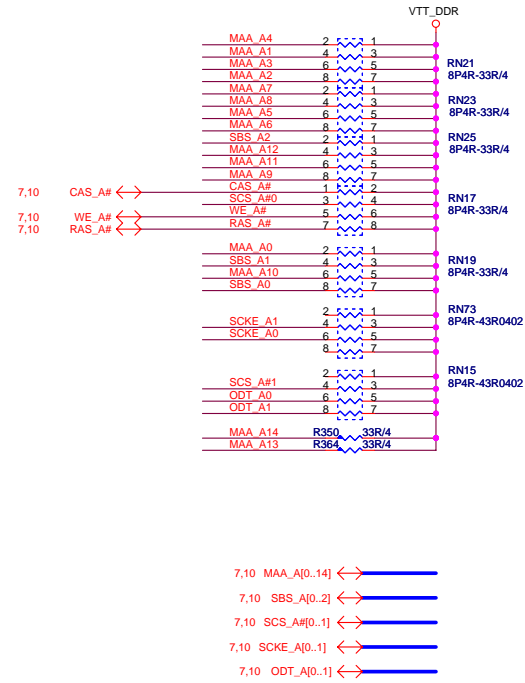 VTT_DDR
MAA_A4 2 1
MAA_A1 4 3
MAA_A3 6 5 RN21
MAA_A2 8 7 8P4R-33R/4
MAA_A7 2 1
MAA_A8 4 3 RN23
MAA_A5 6 5 8P4R-33R/4
MAA_A6 8 7
SBS_A2 2 1 RN25
MAA_A12 4 3 8P4R-33R/4
MAA_A11 6 5
MAA_A9 8 7
7,10 CAS_A# CAS_A# 1 2
SCS_A#0 3 4 RN17
7,10 WE_A# WE_A# 5 6 8P4R-33R/4
7,10 RAS_A# RAS_A# 7 8
MAA_A0 2 1
SBS_A1 4 3 RN19
MAA_A10 6 5 8P4R-33R/4
SBS_A0 8 7
2 1 RN73
SCKE_A1 4 3 8P4R-43R0402
SCKE_A0 6 5
8 7
2 1 RN15
SCS_A#1 4 3 8P4R-43R0402
ODT_A0 6 5
ODT_A1 8 7
MAA_A14 R350 33R/4
MAA_A13 R364 33R/4
7,10 MAA_A[0..14]
7,10 SBS_A[0..2]
7,10 SCS_A#[0..1]
7,10 SCKE_A[0..1]
7,10 ODT_A[0..1]